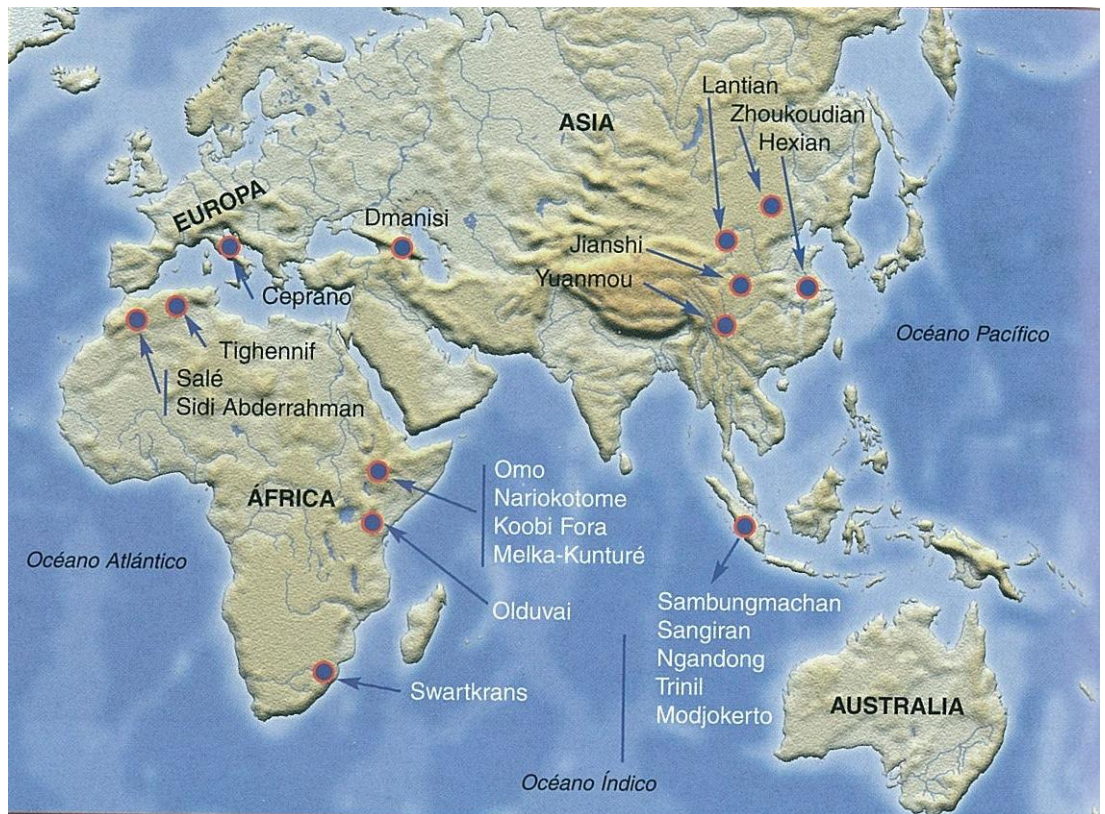 Lantian
Zhoukoudian
Hexian
ASIA
EUROPA
Dmanisi
Jianshi
Yuanmou
Ceprano
Océano Pacífico
Tighennif
Salé
Sidi Abderrahman
ÁFRICA
Omo
Nariokotome
Koobi Fora
Melka-Kunturé
Océano Atlántico
Olduvai
Sambungmachan
Sangiran
Ngandong
Trinil
Modjokerto
Swartkrans
AUSTRALIA
Océano Índico